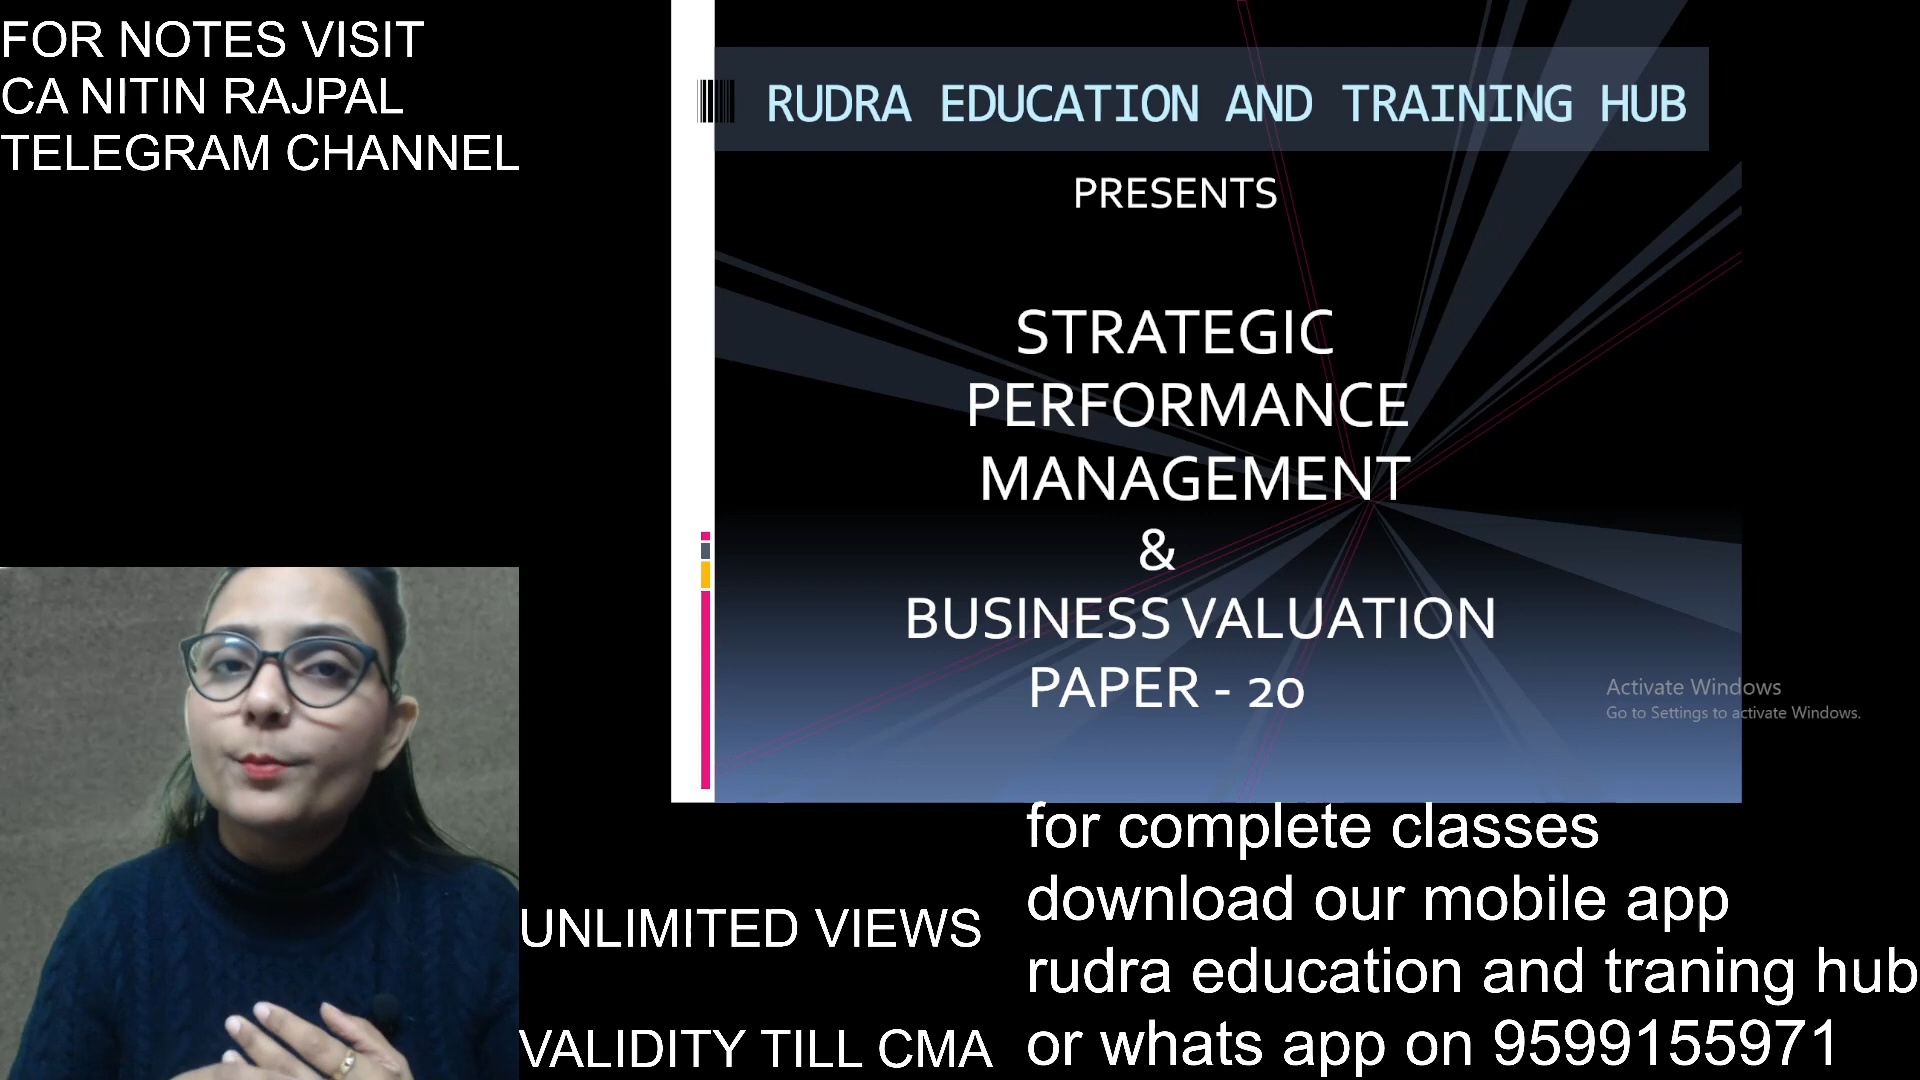 FOR NOTES VISIT
CA NITIN RAJPAL
TELEGRAM CHANNEL
RUDRA EDUCATION AND TRAINING HUB
PRESENTS
STRATEGIC
PERFORMANCE
MANAGEMENT
&
BUSINESS VALUATION
PAPER - 20
Activate Windows
Go to Settings to activate Windows.
UNLIMITED VIEWS
VALIDITY TILL CMA
for complete classes
download our mobile app
rudra education and traning hub
or whats app on 9599155971